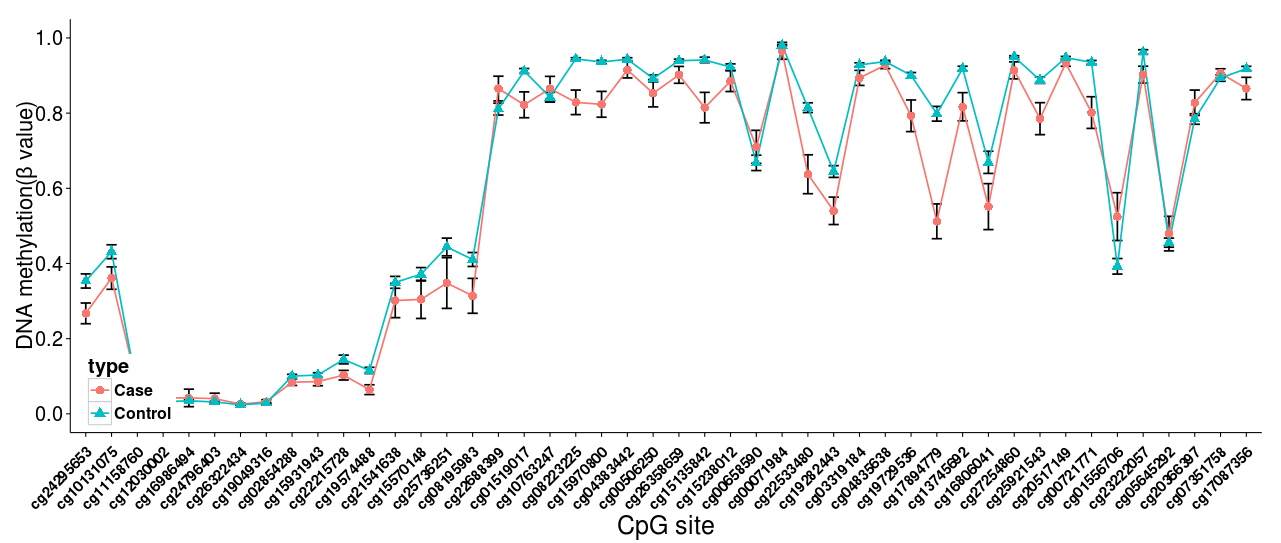 DNA methylation(β value)
1.0
0.8
0.6
0.4
0.2
0.0
type
Case
Control
cg24295653
cg10131075
cg11158760
cg12030002
cg16986494
cg24796403
cg26322434
cg19049316
cg02854288
cg15931943
cg22215728
cg19574488
cg21541638
cg15570148
cg25736251
cg08195983
cg22688399
cg01519017
cg10763247
cg08223225
cg15970800
cg04383442
cg00506250
cg26358659
cg15135842
cg15238012
cg00658590
cg00071984
cg22533480
cg19282443
cg03319184
cg04835638
cg19729536
cg17894779
cg13745692
cg16806041
cg27254860
cg25921543
cg20517149
cg00721771
cg01556706
cg23222057
cg05645292
cg20366397
cg07351758
cg17087356
CpG site